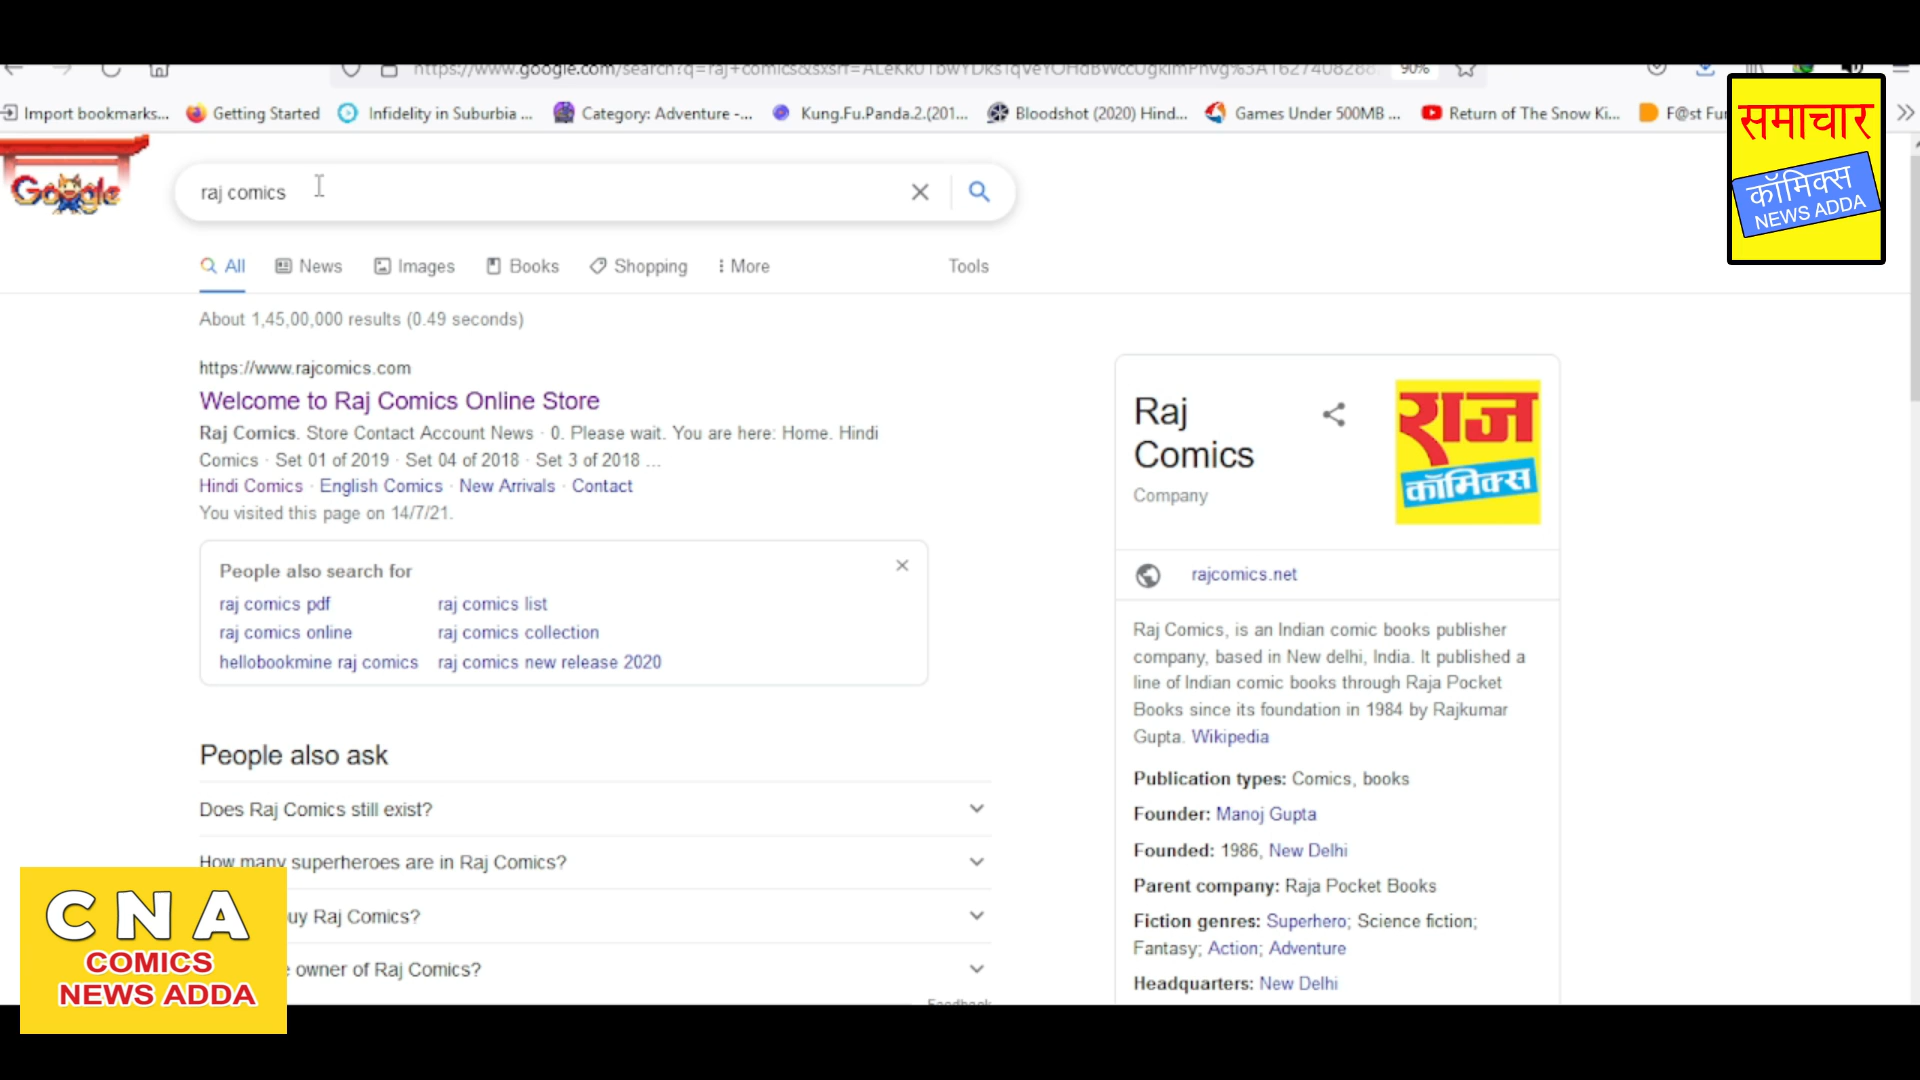 90%
Import bookmarks...
Getting Started
Infidelity in Suburbia ...
Category: Adventure -...
Kung.Fu.Panda.2.(201...
Bloodshot (2020) Hind...
Games Under 500MB ...
Return of The Snow Ki...
F@st Fu
समाचार
कॉमिक्स
NEWS ADDA
Google
raj comics
All
News
Images
Books
Shopping
More
Tools
About 1,45,00,000 results (0.49 seconds)
https://www.rajcomics.com
Welcome to Raj Comics Online Store
Raj Comics. Store Contact Account News · 0. Please wait. You are here: Home. Hindi
Comics · Set 01 of 2019 · Set 04 of 2018 · Set 3 of 2018 ...
Hindi Comics · English Comics · New Arrivals · Contact
You visited this page on 14/7/21.
People also search for
raj comics pdf
raj comics list
raj comics online
raj comics collection
hellobookmine raj comics
raj comics new release 2020
People also ask
Does Raj Comics still exist?
How many superheroes are in Raj Comics?
uy Raj Comics?
owner of Raj Comics?
Feedback
Raj
Comics
Company
राज
कॉमिक्स
rajcomics.net
Raj Comics, is an Indian comic books publisher
company, based in New delhi, India. It published a
line of Indian comic books through Raja Pocket
Books since its foundation in 1984 by Rajkumar
Gupta. Wikipedia
Publication types: Comics, books
Founder: Manoj Gupta
Founded: 1986, New Delhi
Parent company: Raja Pocket Books
Fiction genres: Superhero; Science fiction;
Fantasy; Action; Adventure
Headquarters: New Delhi
CNA
COMICS
NEWS ADDA